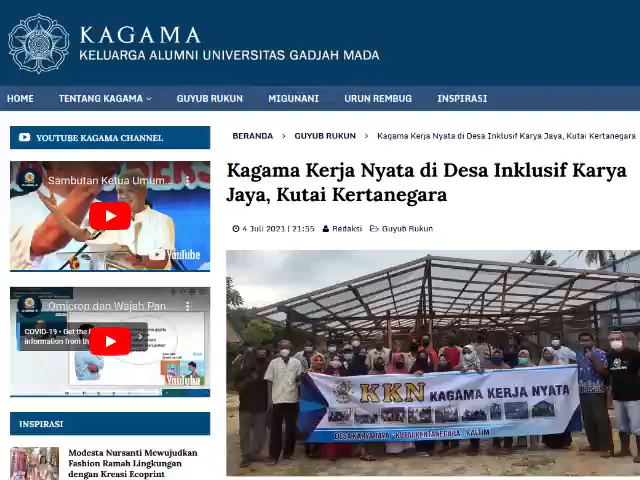 KAGAMA
KELUARGA ALUMNI UNIVERSITAS GADJAH MADA
HOME
TENTANG KAGAMA
GUYUB RUKUN
MIGUNANI
URUN REMBUG
INSPIRASI
YOUTUBE KAGAMA CHANNEL
Sambutan Ketua Umum...
YouTube
Omicron dan Wajah Pan...
COVID-19 • Get the
information from th
YouTube
INSPIRASI
Modesta Nursanti Mewujudkan
Fashion Ramah Lingkungan
dengan Kreasi Ecoprint
BERANDA > GUYUB RUKUN > Kagama Kerja Nyata di Desa Inklusif Karya Jaya, Kutai Kertanegara
Kagama Kerja Nyata di Desa Inklusif Karya
Jaya, Kutai Kertanegara
4 Juli 2021 | 21:55 Redaksi Guyub Rukun
KKN KAGAMA KERJA NYATA
DESA KARYA JAYA - KUTAI KERTANEGARA - KALTIM